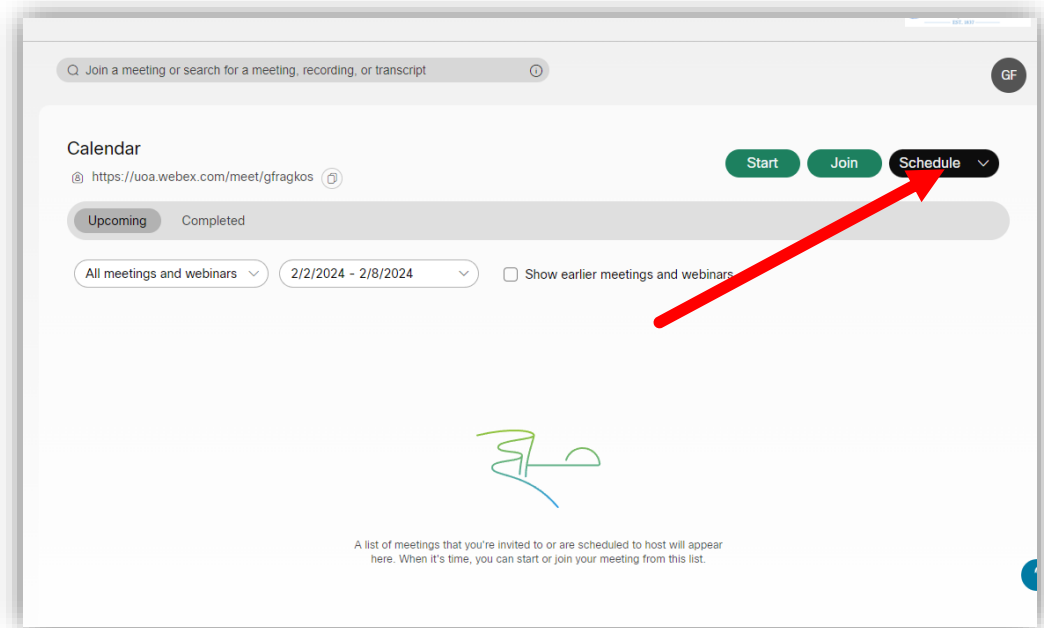 Join a meeting or search for a meeting, recording, or transcript
GF
Calendar
Start
Join
Schedule
https://uoa.webex.com/meet/gfragkos
Upcoming
Completed
All meetings and webinars
2/2/2024 - 2/8/2024
Show earlier meetings and webinars
A list of meetings that you're invited to or are scheduled to host will appear
here. When it's time, you can start or join your meeting from this list.